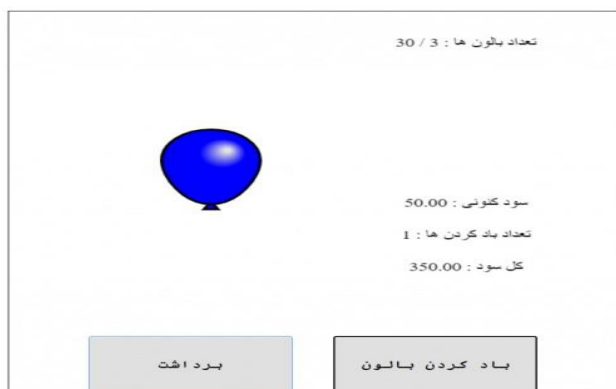 تعداد بالون ها : 3 / 30
سود کنونی : 50.00
تعداد باد کردن ها : 1
کل سود : 350.00
باد کردن بالون
برداشت